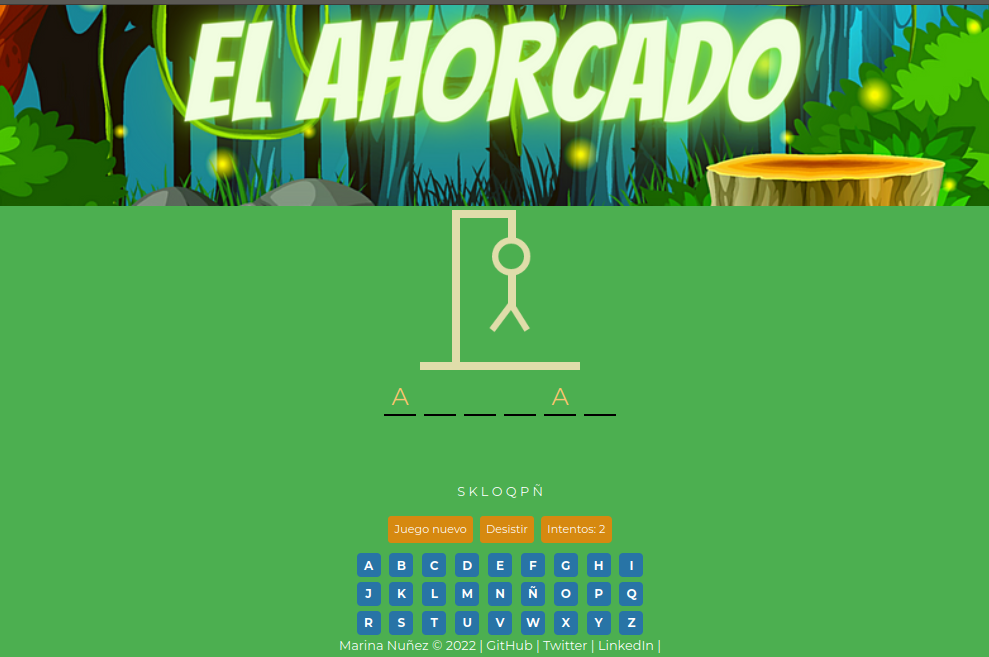 EL AHORCADO
A A
S K L O Q P Ñ
Juego nuevo Desistir Intentos: 2
A B C D E F G H I
J K L M N Ñ O P Q
R S T U V W X Y Z
Marina Nuñez © 2022 | GitHub | Twitter | LinkedIn |